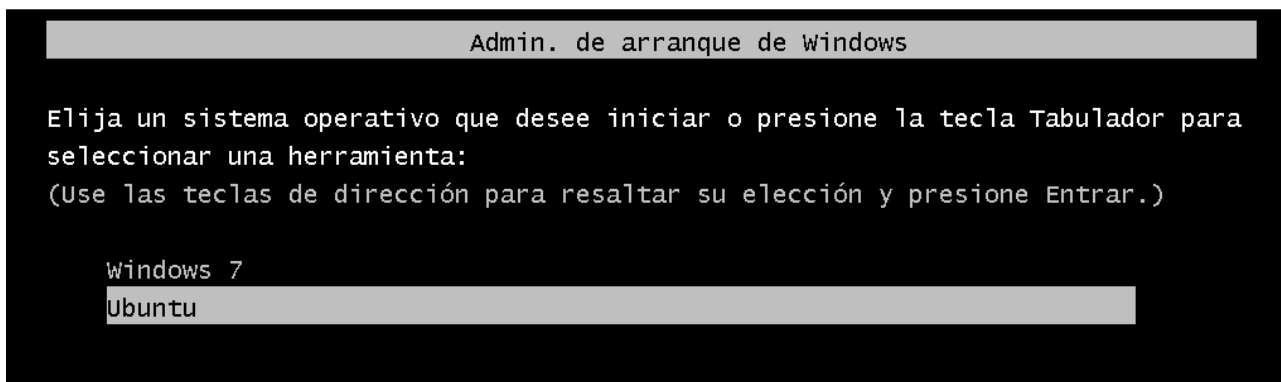 Admin. de arranque de Windows
Elija un sistema operativo que desee iniciar o presione la tecla Tabulador para
seleccionar una herramienta:
(Use las teclas de dirección para resaltar su elección y presione Entrar.)
Windows 7
Ubuntu